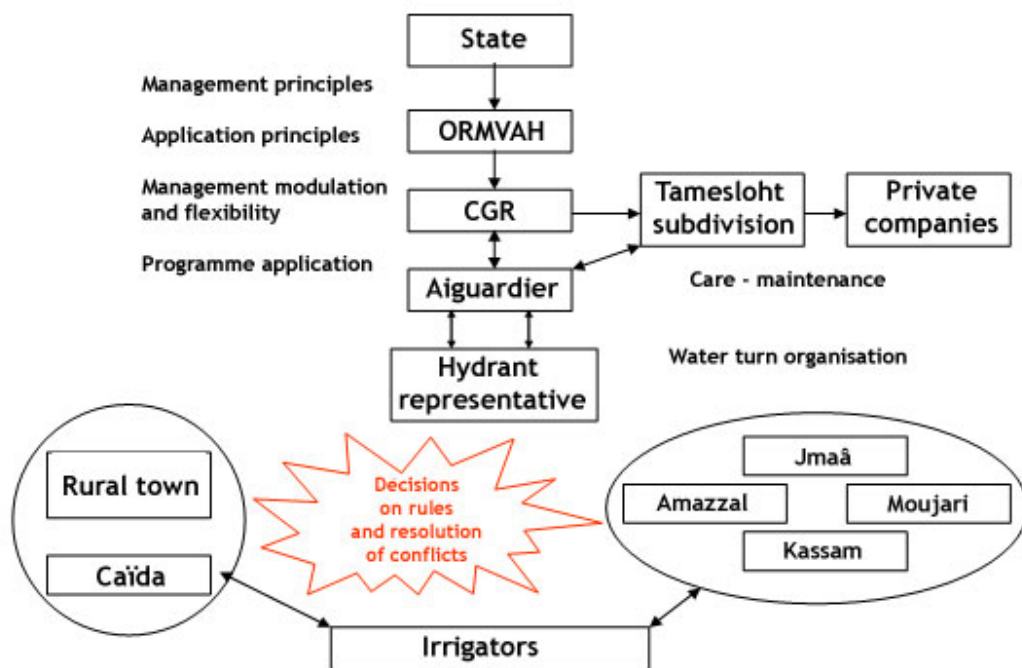 State
Management principles
Application principles
ORMVAH
Management modulation
and flexibility
CGR
Tamesloht
subdivision
Private
companies
Programme application
Aiguardier
Care - maintenance
Hydrant
representative
Water turn organisation
Rural town
Caïda
Decisions
on rules
and resolution
of conflicts
Jmaâ
Amazzal
Moujari
Kassam
Irrigators